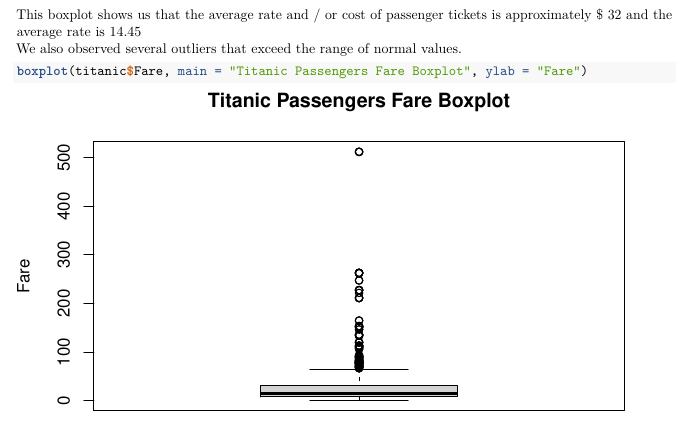 This boxplot shows us that the average rate and / or cost of passenger tickets is approximately $ 32 and the
average rate is 14.45
We also observed several outliers that exceed the range of normal values.
boxplot(titanic$Fare, main = "Titanic Passengers Fare Boxplot", ylab = "Fare")
Titanic Passengers Fare Boxplot
500
400
300
200
100
0
Fare